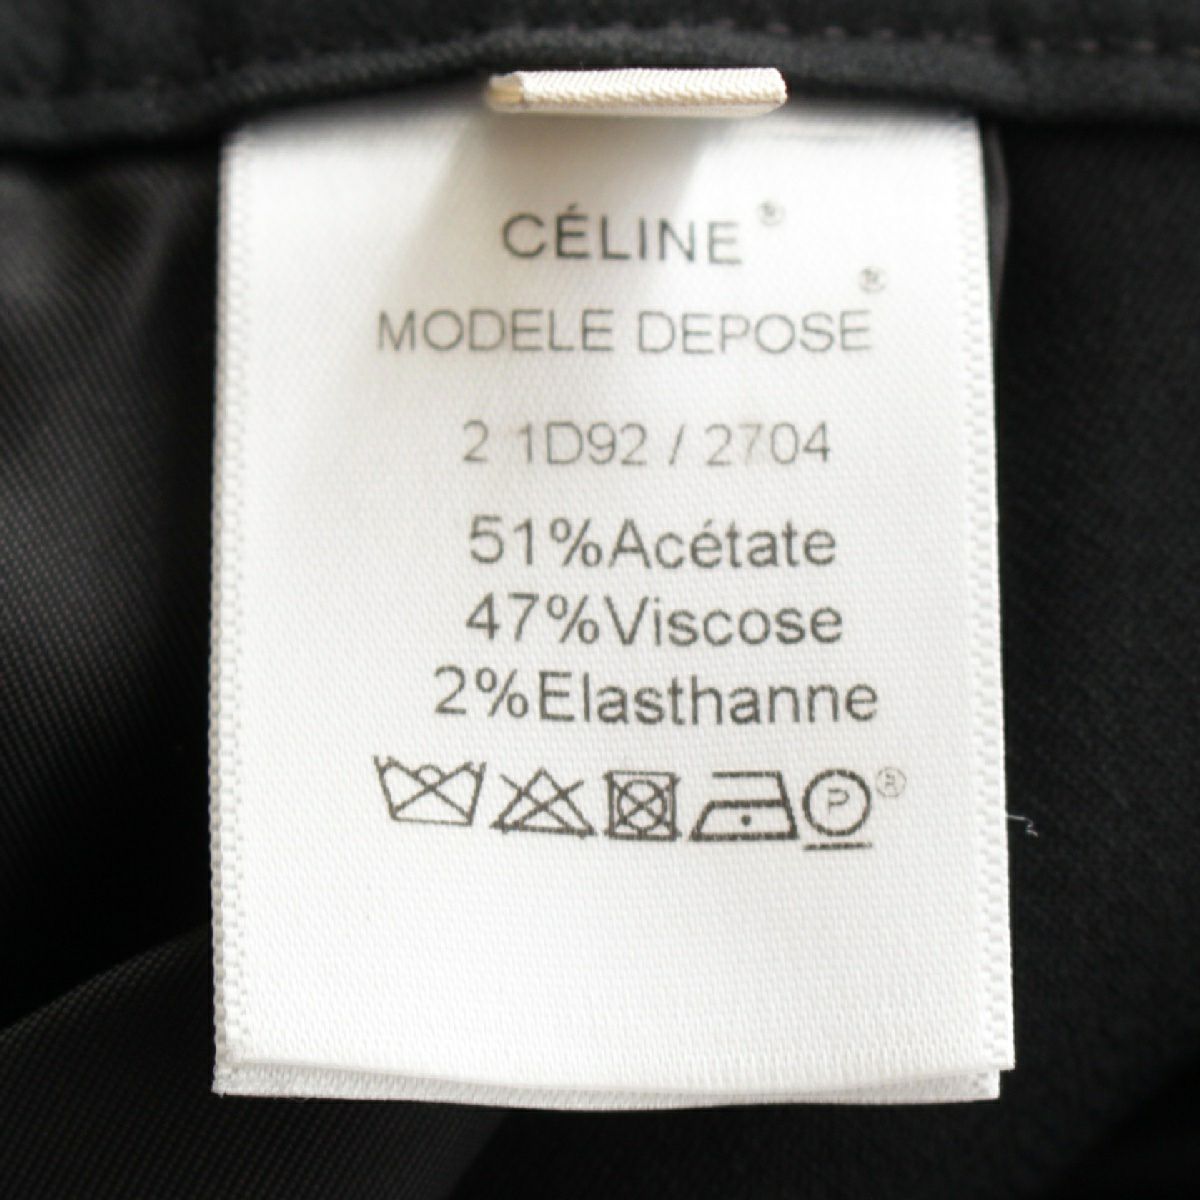 CÉLINE®
MODELE DEPOSE®
2 1D92 / 2704
51%Acétate
47%Viscose
2%Elasthanne
P®